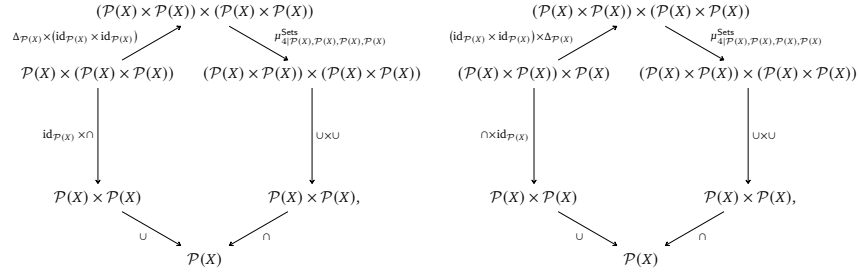 (𝒫(X) × 𝒫(X)) × (𝒫(X) × 𝒫(X))
Δ_{𝒫(X)}×(id_{𝒫(X)} × id_{𝒫(X)})
μ^{Sets}_{4|𝒫(X),𝒫(X),𝒫(X),𝒫(X)}
𝒫(X) × (𝒫(X) × 𝒫(X))
(𝒫(X) × 𝒫(X)) × (𝒫(X) × 𝒫(X))
id_{𝒫(X)} × ∩
∪×∪
𝒫(X) × 𝒫(X)
𝒫(X) × 𝒫(X),
∪
∩
𝒫(X)
(𝒫(X) × 𝒫(X)) × (𝒫(X) × 𝒫(X))
(id_{𝒫(X)} × id_{𝒫(X)})×Δ_{𝒫(X)}
μ^{Sets}_{4|𝒫(X),𝒫(X),𝒫(X),𝒫(X)}
(𝒫(X) × 𝒫(X)) × 𝒫(X)
(𝒫(X) × 𝒫(X)) × (𝒫(X) × 𝒫(X))
∩×id_{𝒫(X)}
∪×∪
𝒫(X) × 𝒫(X)
𝒫(X) × 𝒫(X),
∪
∩
𝒫(X)